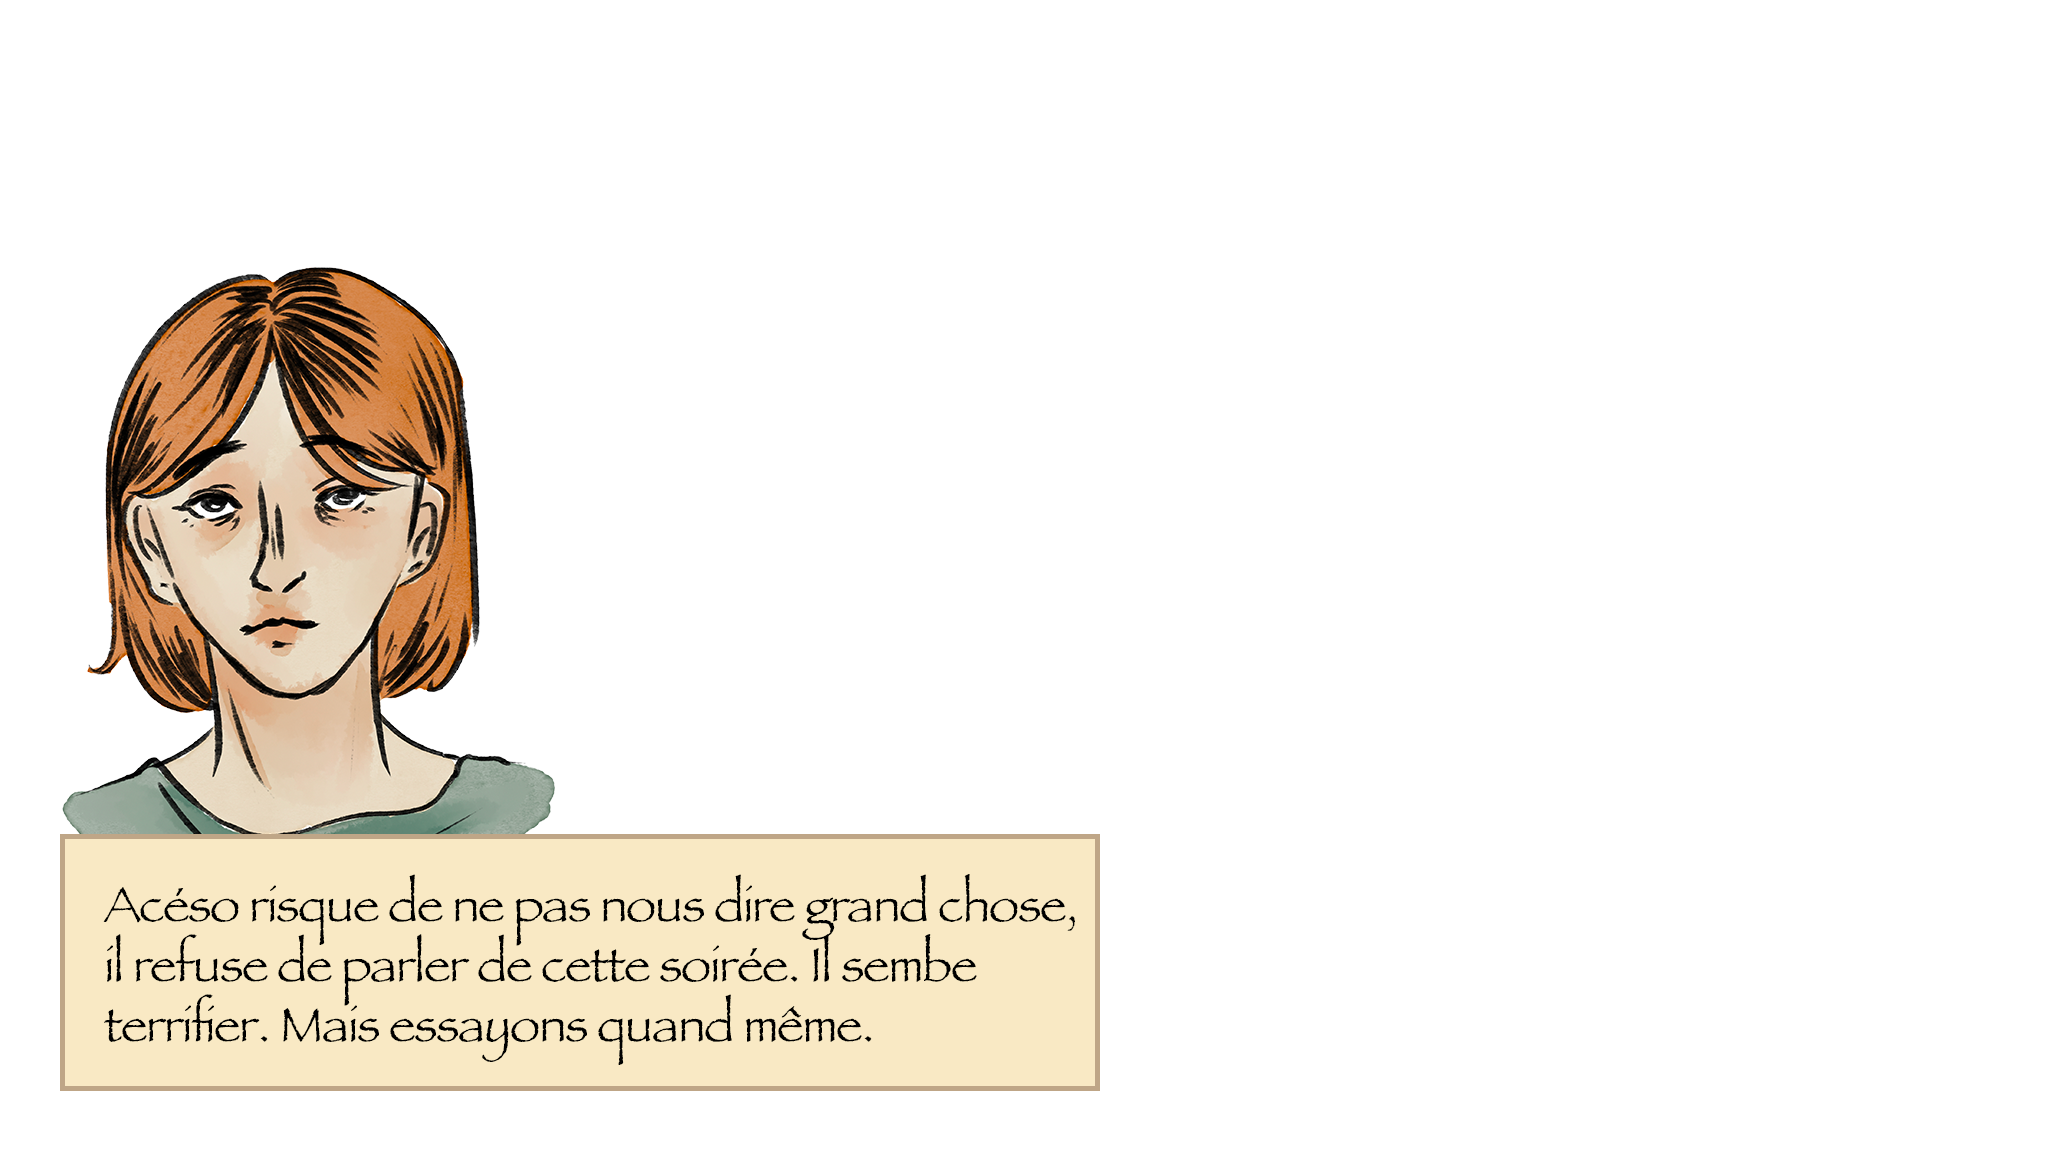 Acéso risque de ne pas nous dire grand chose,
il refuse de parler de cette soirée. Il sembe
terrifier. Mais essayons quand même.